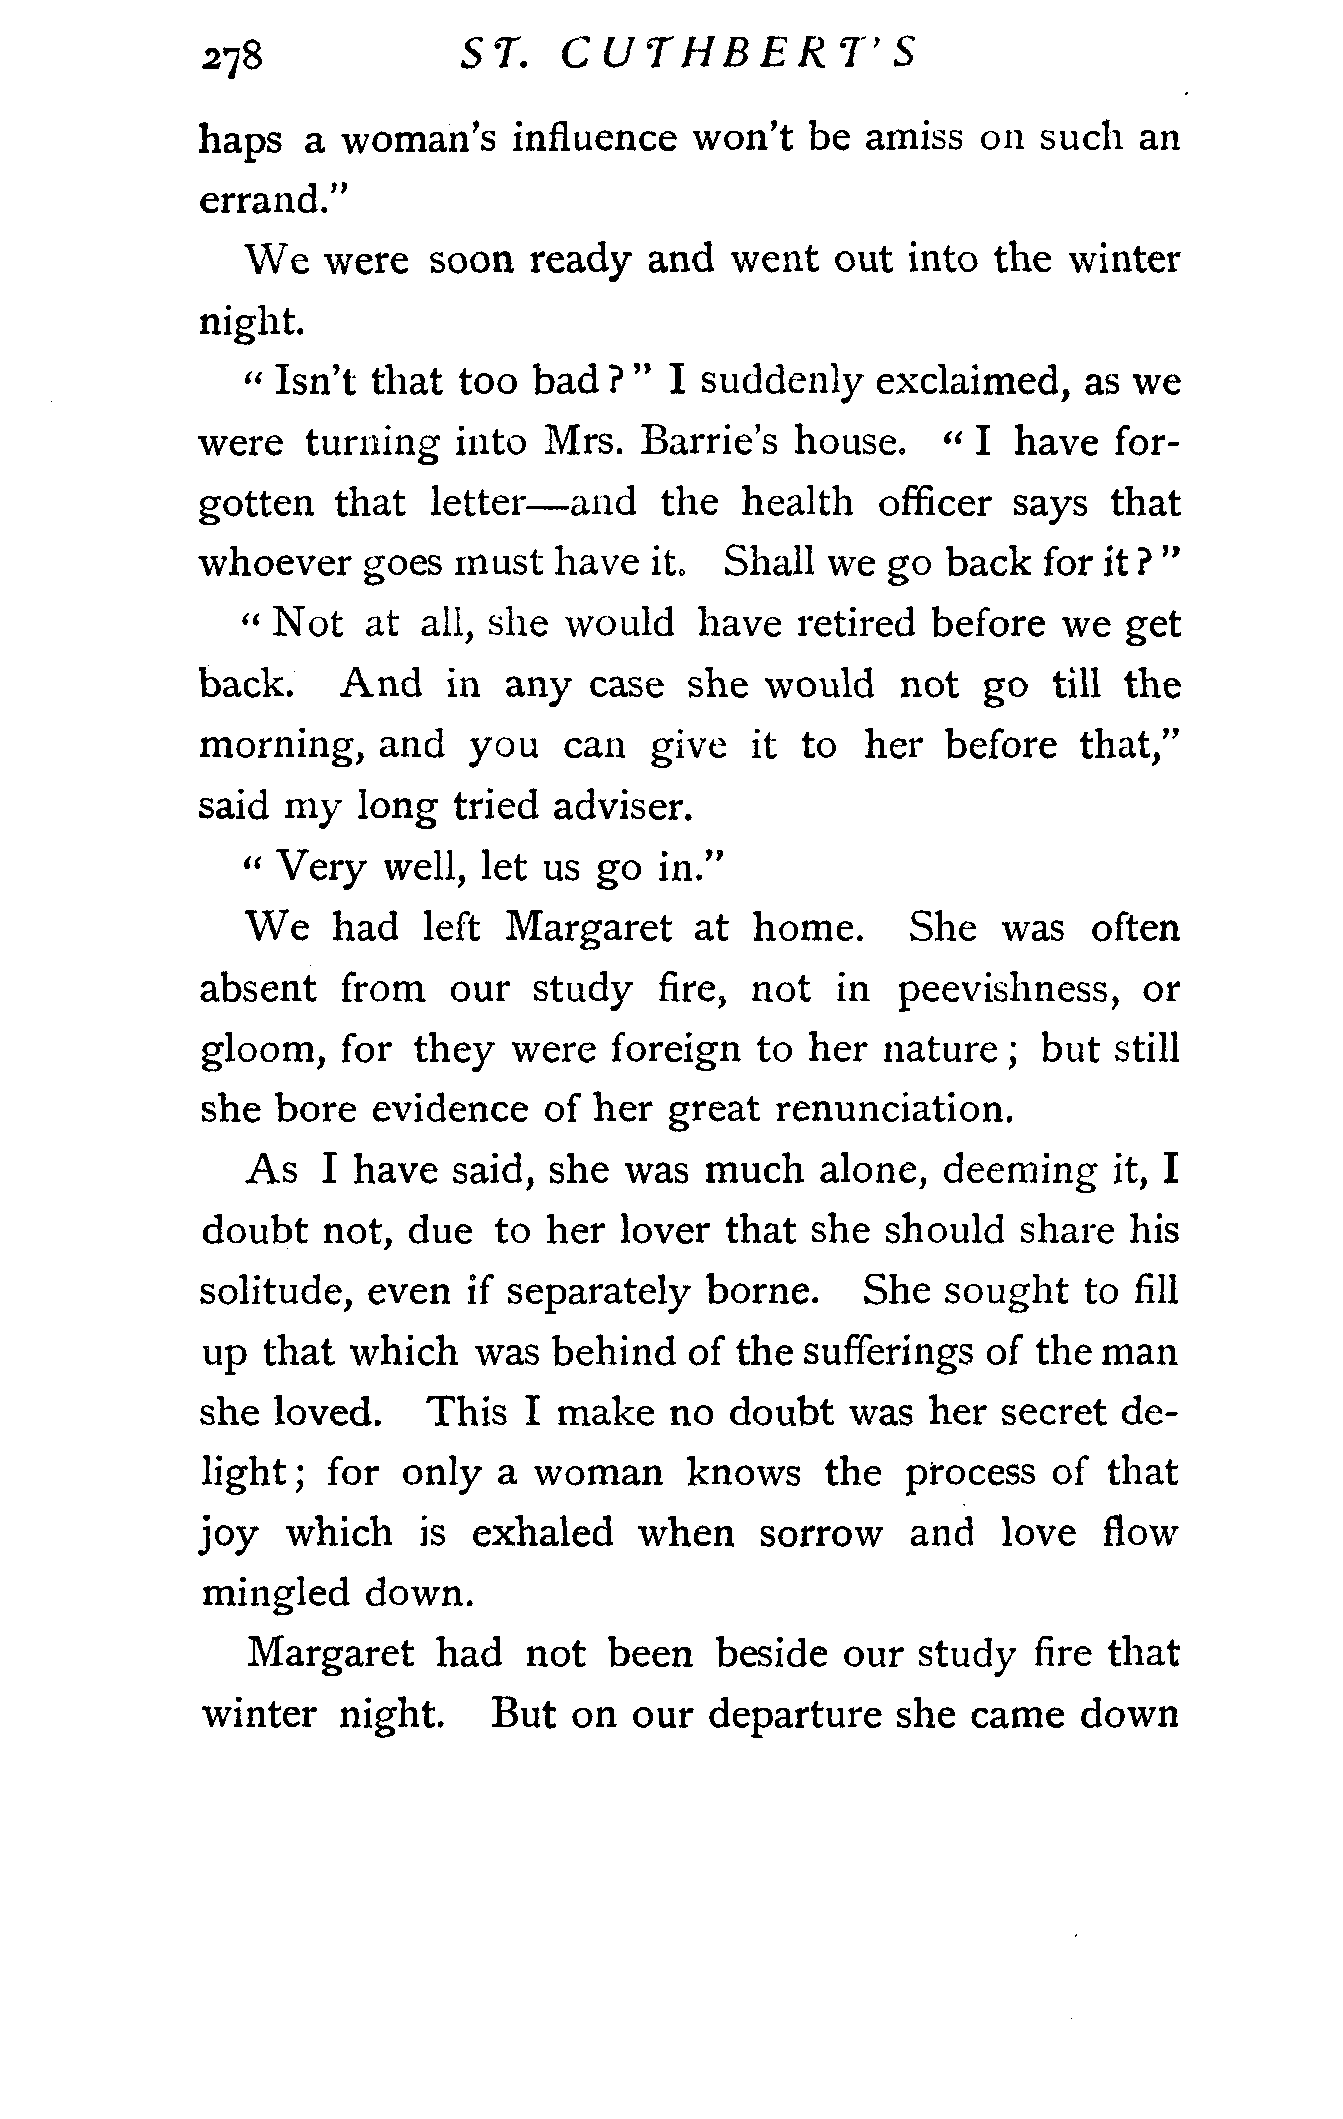 278 ST. CUTHBERT'S
haps a woman's influence won't be amiss on such an
errand."
We were soon ready and went out into the winter
night.
" Isn't that too bad ? " I suddenly exclaimed, as we
were turning into Mrs. Barrie's house. " I have for-
gotten that letter—and the health officer says that
whoever goes must have it. Shall we go back for it ? "
" Not at all, she would have retired before we get
back. And in any case she would not go till the
morning, and you can give it to her before that,"
said my long tried adviser.
" Very well, let us go in."
We had left Margaret at home. She was often
absent from our study fire, not in peevishness, or
gloom, for they were foreign to her nature ; but still
she bore evidence of her great renunciation.
As I have said, she was much alone, deeming it, I
doubt not, due to her lover that she should share his
solitude, even if separately borne. She sought to fill
up that which was behind of the sufferings of the man
she loved. This I make no doubt was her secret de-
light ; for only a woman knows the process of that
joy which is exhaled when sorrow and love flow
mingled down.
Margaret had not been beside our study fire that
winter night. But on our departure she came down